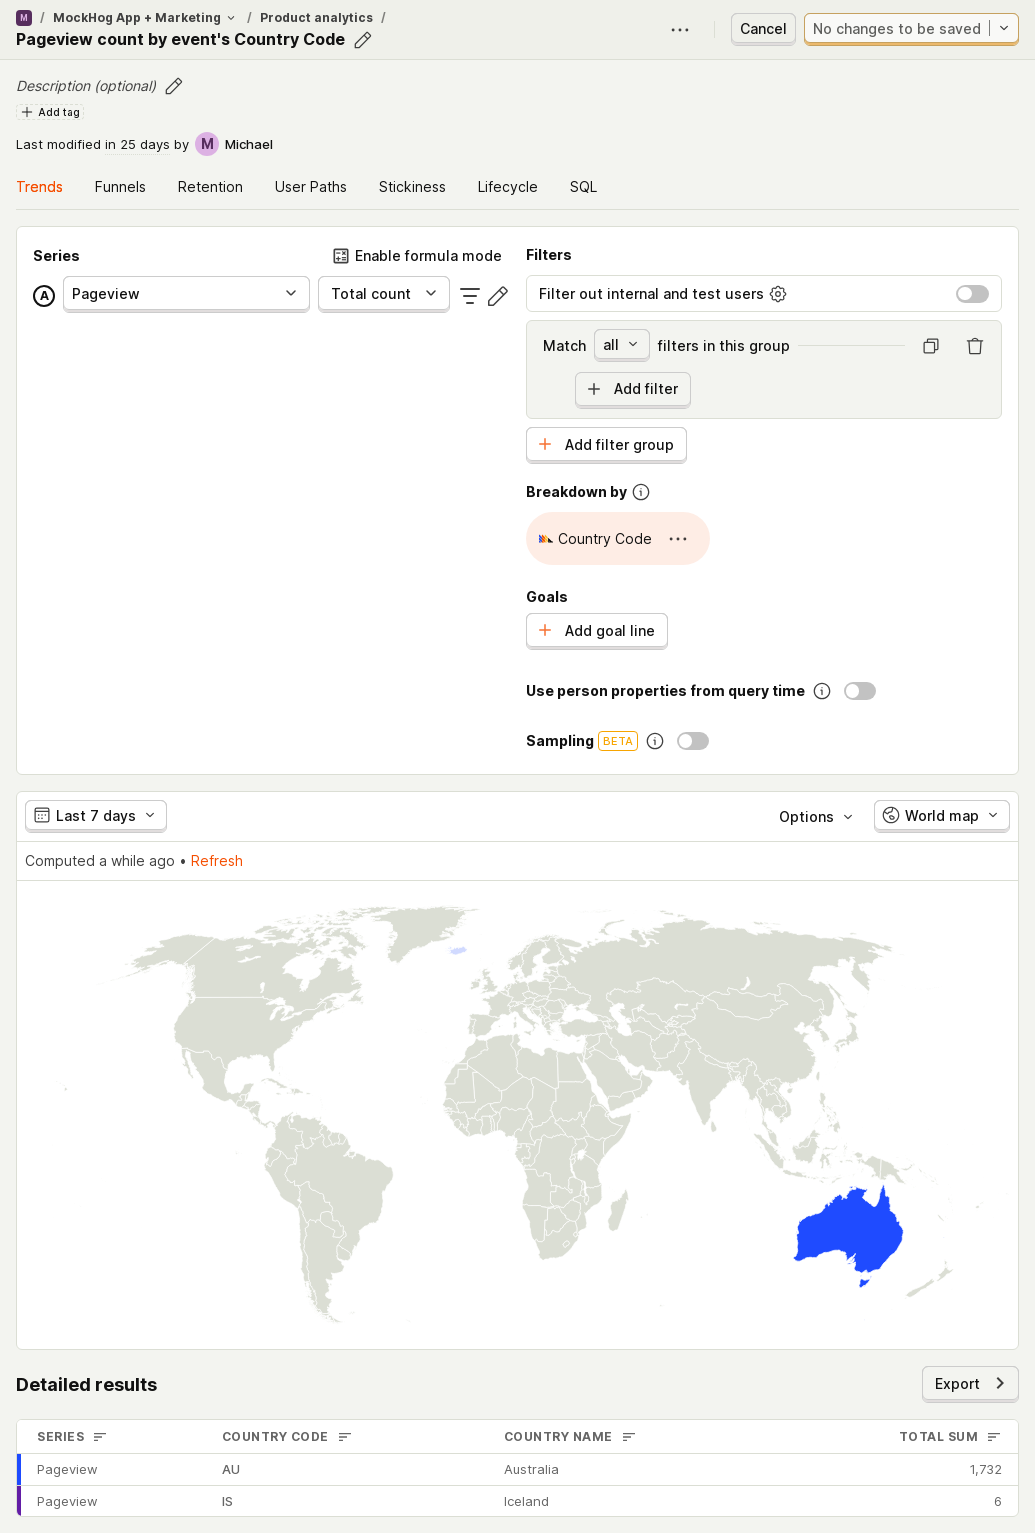 M / MockHog App + Marketing / Product analytics /
Pageview count by event's Country Code
Cancel
No changes to be saved
Description (optional)
Add tag
Last modified in 25 days by M Michael
Trends Funnels Retention User Paths Stickiness Lifecycle SQL
Series
Enable formula mode
A Pageview Total count
Filters
Filter out internal and test users
Match all filters in this group
Add filter
Add filter group
Breakdown by
Country Code
Goals
Add goal line
Use person properties from query time
Sampling BETA
Last 7 days
Options
World map
Computed a while ago • Refresh
Detailed results
Export
SERIES COUNTRY CODE COUNTRY NAME TOTAL SUM
Pageview AU Australia 1,732
Pageview IS Iceland 6